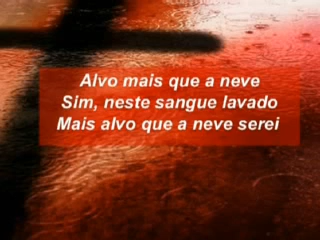 Alvo mais que a neve
Sim, neste sangue lavado
Mais alvo que a neve serei